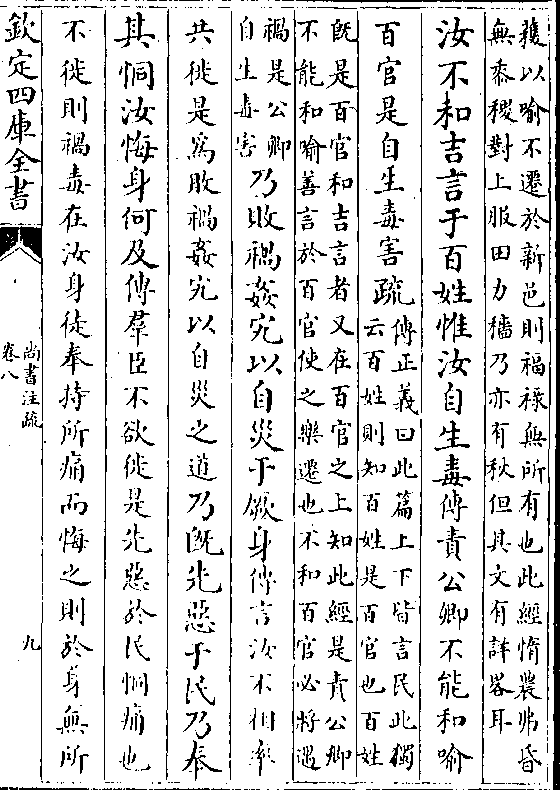 穫以喻不遷於新邑則福祿無所有也此經惰農弗昏
無黍稷對上服田力穡乃亦有秋但其文有詳畧耳
汝不和吉言于百姓惟汝自生毒傳責公卿不能和喻
百官是自生毒害疏
傳正義曰此篇上下皆言民此獨
云百姓則知百姓是百官也百姓
既是百官和吉言者又在百官之上知此經是責公卿
不能和喻善言於百官使之樂遷也不和百官必將遇
禍是公卿
自生毒害
乃敗禍姦宄以自災于厥身傳言汝不相率
共徙是為敗禍姦宄以自災之道乃既先惡于民乃奉
其恫汝悔身何及傳羣臣不欲徙是先惡於民恫痛也
不徙則禍毒在汝身徒奉持所痛而悔之則於身無所
欽定四庫全書
尚書注疏
卷八
九